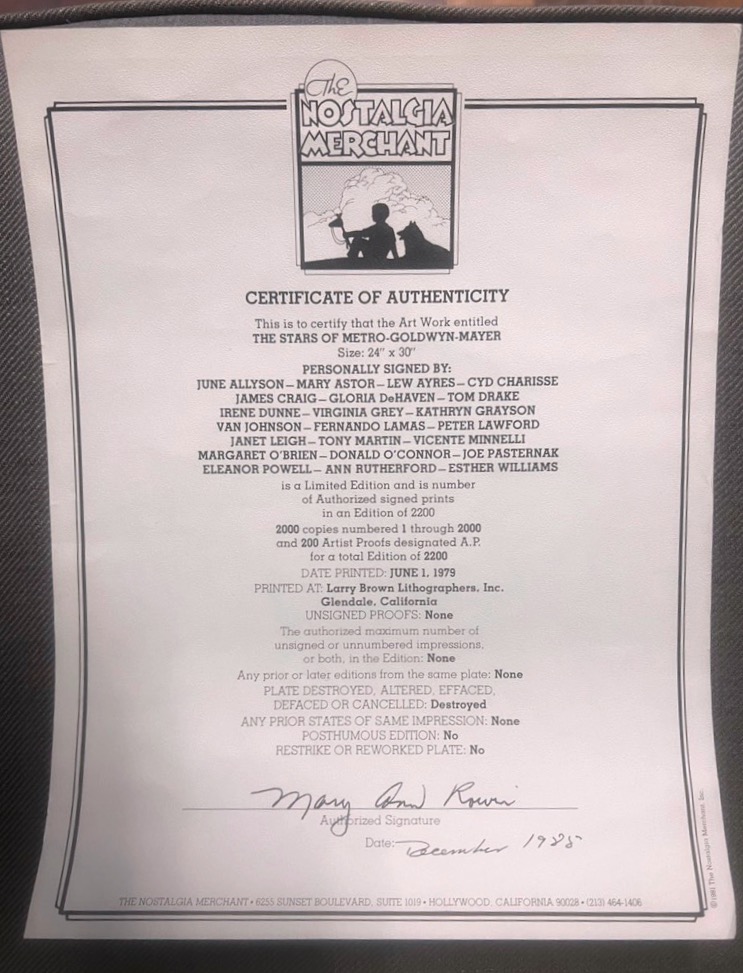 The
NOSTALGIA
MERCHANT
CERTIFICATE OF AUTHENTICITY
This is to certify that the Art Work entitled
THE STARS OF METRO-GOLDWYN-MAYER
Size: 24" x 30"
PERSONALLY SIGNED BY:
JUNE ALLYSON – MARY ASTOR – LEW AYRES – CYD CHARISSE
JAMES CRAIG – GLORIA DeHAVEN – TOM DRAKE
IRENE DUNNE – VIRGINIA GREY – KATHRYN GRAYSON
VAN JOHNSON – FERNANDO LAMAS – PETER LAWFORD
JANET LEIGH – TONY MARTIN – VICENTE MINNELLI
MARGARET O'BRIEN – DONALD O'CONNOR – JOE PASTERNAK
ELEANOR POWELL – ANN RUTHERFORD – ESTHER WILLIAMS
is a Limited Edition and is number
of Authorized signed prints
in an Edition of 2200
2000 copies numbered 1 through 2000
and 200 Artist Proofs designated A.P.
for a total Edition of 2200
DATE PRINTED: JUNE 1, 1979
PRINTED AT: Larry Brown Lithographers, Inc.
Glendale, California
UNSIGNED PROOFS: None
The authorized maximum number of
unsigned or unnumbered impressions,
or both, in the Edition: None
Any prior or later editions from the same plate: None
PLATE DESTROYED, ALTERED, EFFACED,
DEFACED OR CANCELLED: Destroyed
ANY PRIOR STATES OF SAME IMPRESSION: None
POSTHUMOUS EDITION: No
RESTRIKE OR REWORKED PLATE: No
Mary Ann
Authorized Signature
Date: December
THE NOSTALGIA MERCHANT • 6255 SUNSET BOULEVARD, SUITE 1019 • HOLLYWOOD, CALIFORNIA 90028 • (213) 464-1406
©1981 The Nostalgia Merchant, Inc.